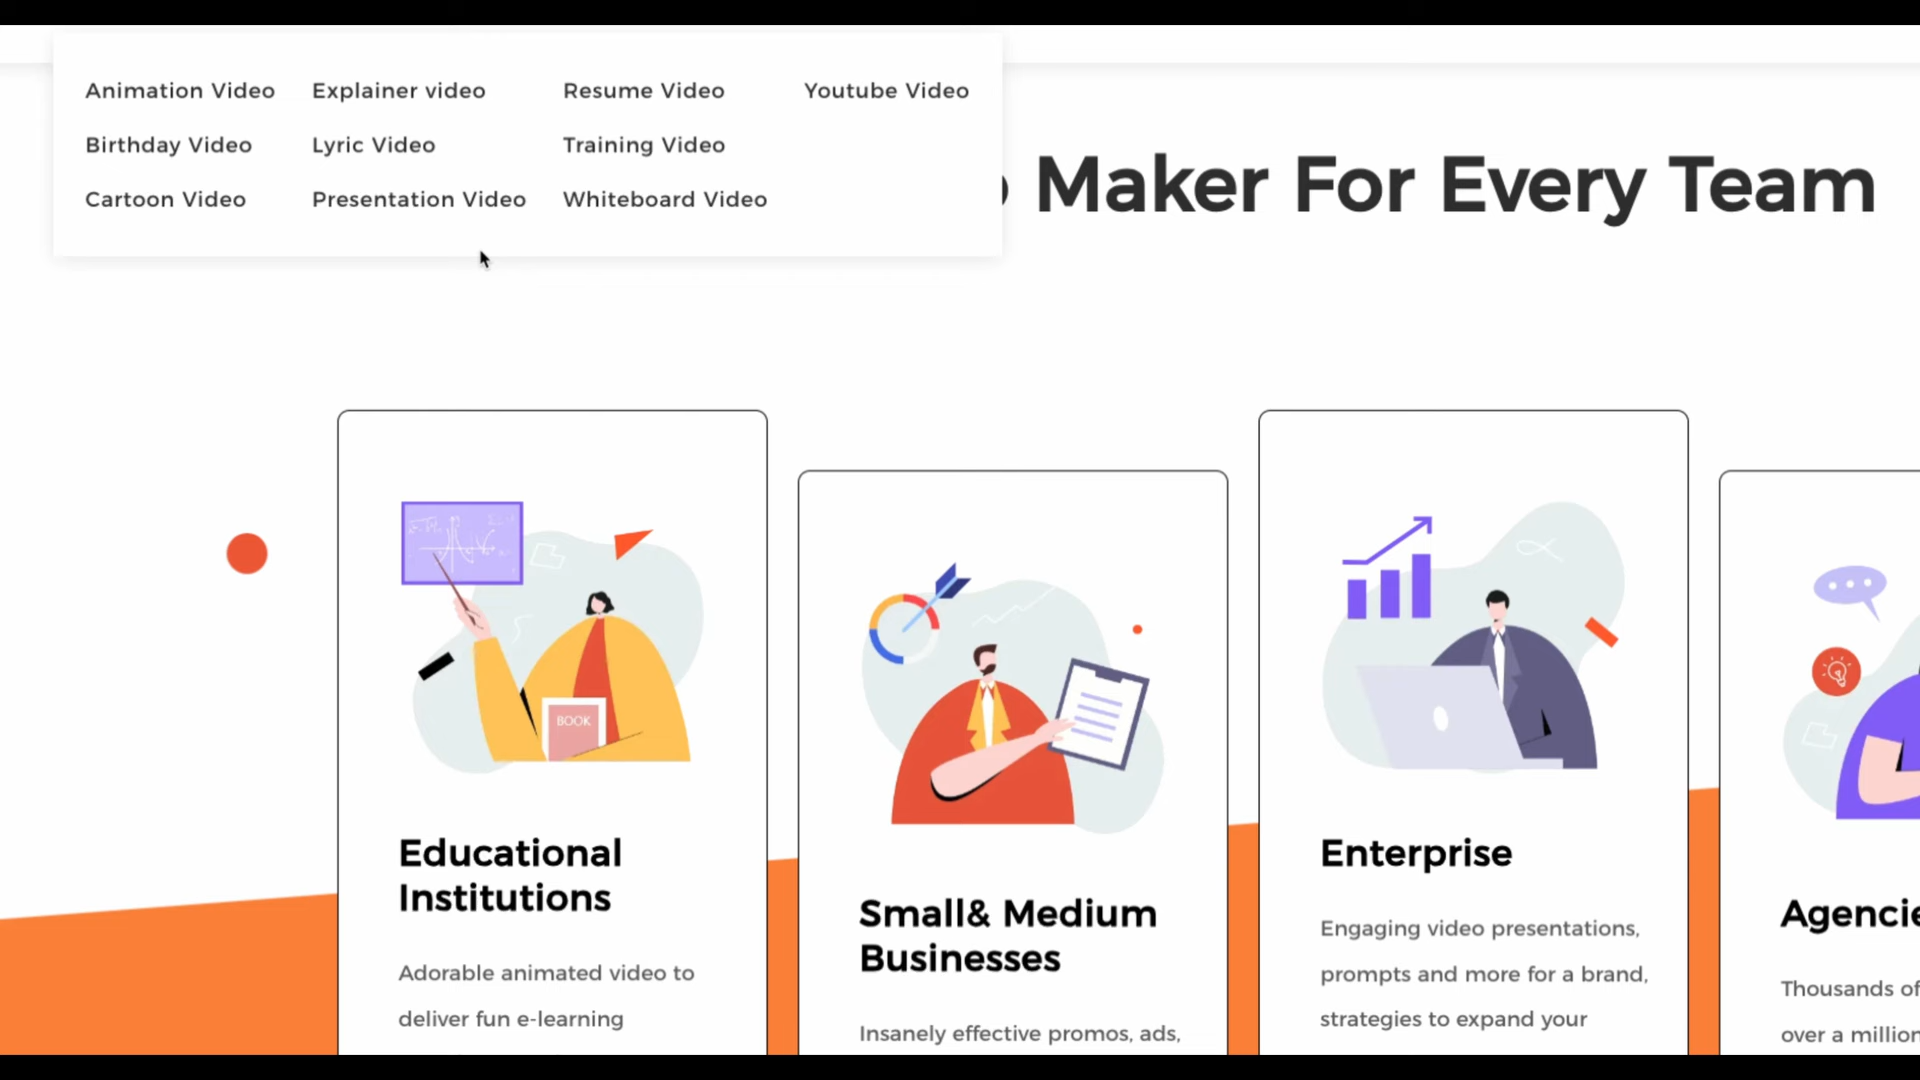 Animation Video Explainer video Resume Video Youtube Video
Birthday Video Lyric Video Training Video
Cartoon Video Presentation Video Whiteboard Video
Maker For Every Team
BOOK
Educational
Institutions
Adorable animated video to
deliver fun e-learning
Small& Medium
Businesses
Insanely effective promos, ads,
Enterprise
Engaging video presentations,
prompts and more for a brand,
strategies to expand your
Agencie
Thousands of
over a million